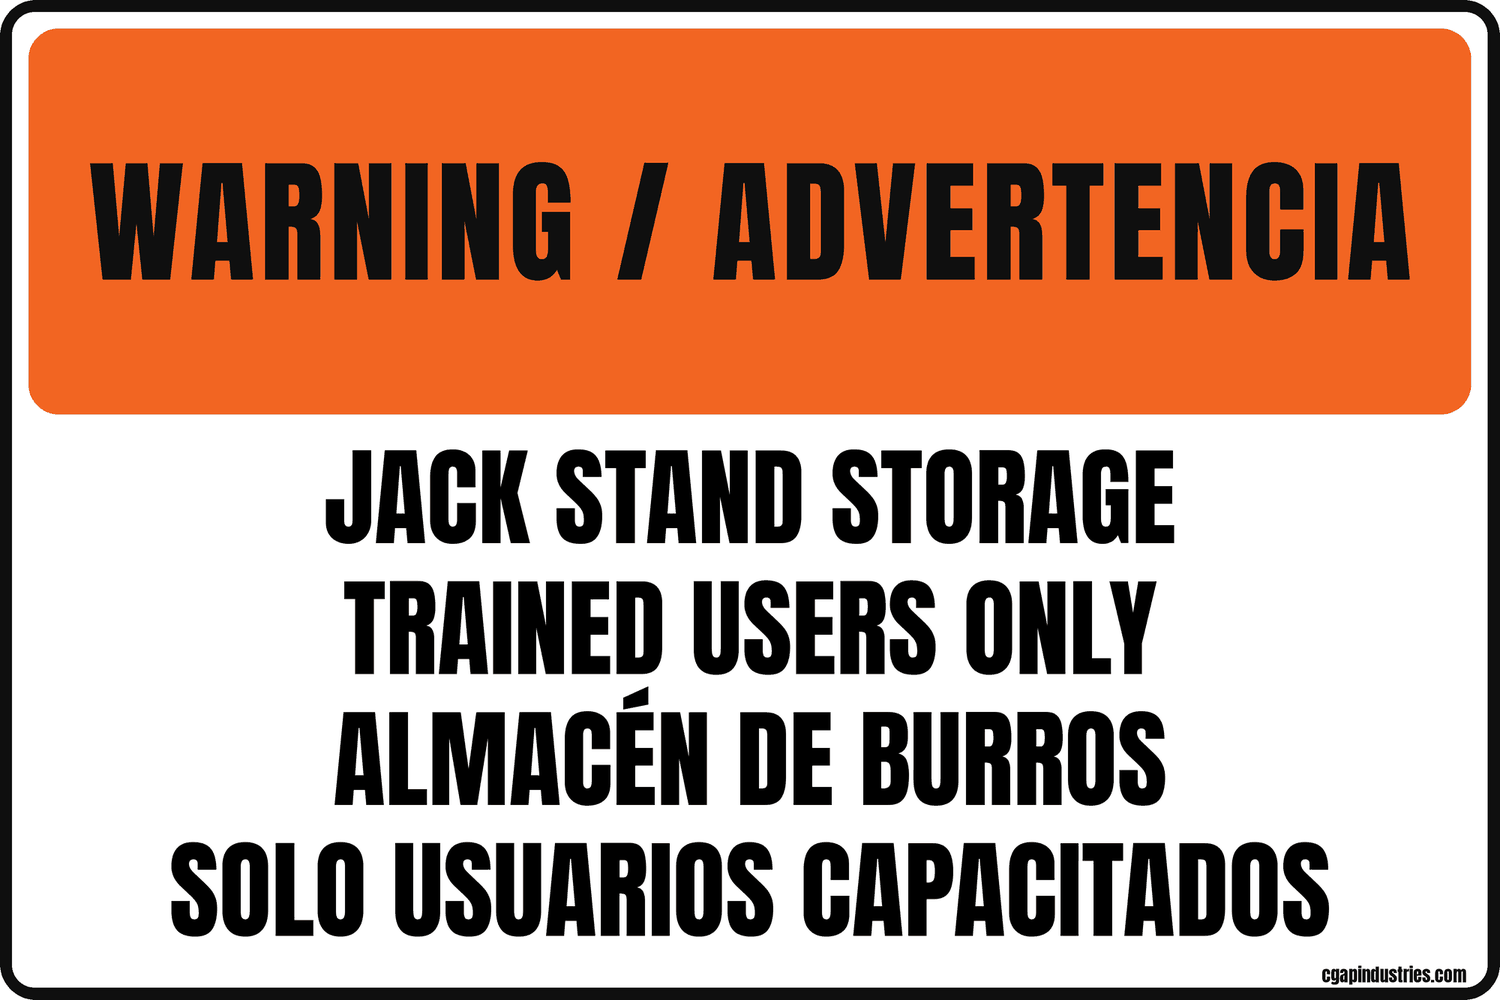 WARNING / ADVERTENCIA
JACK STAND STORAGE
TRAINED USERS ONLY
ALMACÉN DE BURROS
SOLO USUARIOS CAPACITADOS
cgapindustries.com